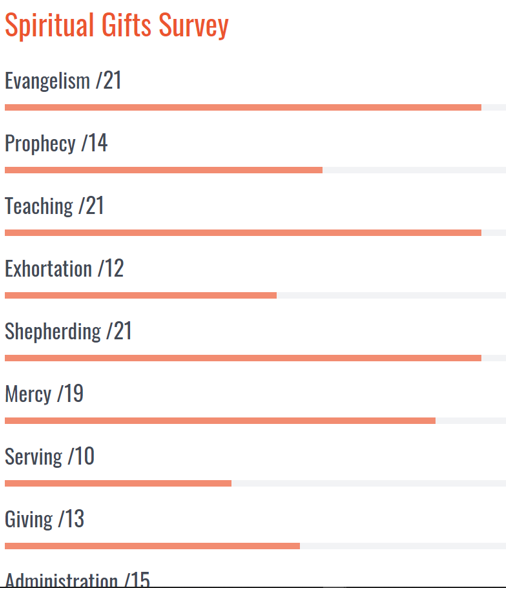 Spiritual Gifts Survey
Evangelism /21
Prophecy /14
Teaching /21
Exhortation /12
Shepherding /21
Mercy /19
Serving /10
Giving /13
Administration /15